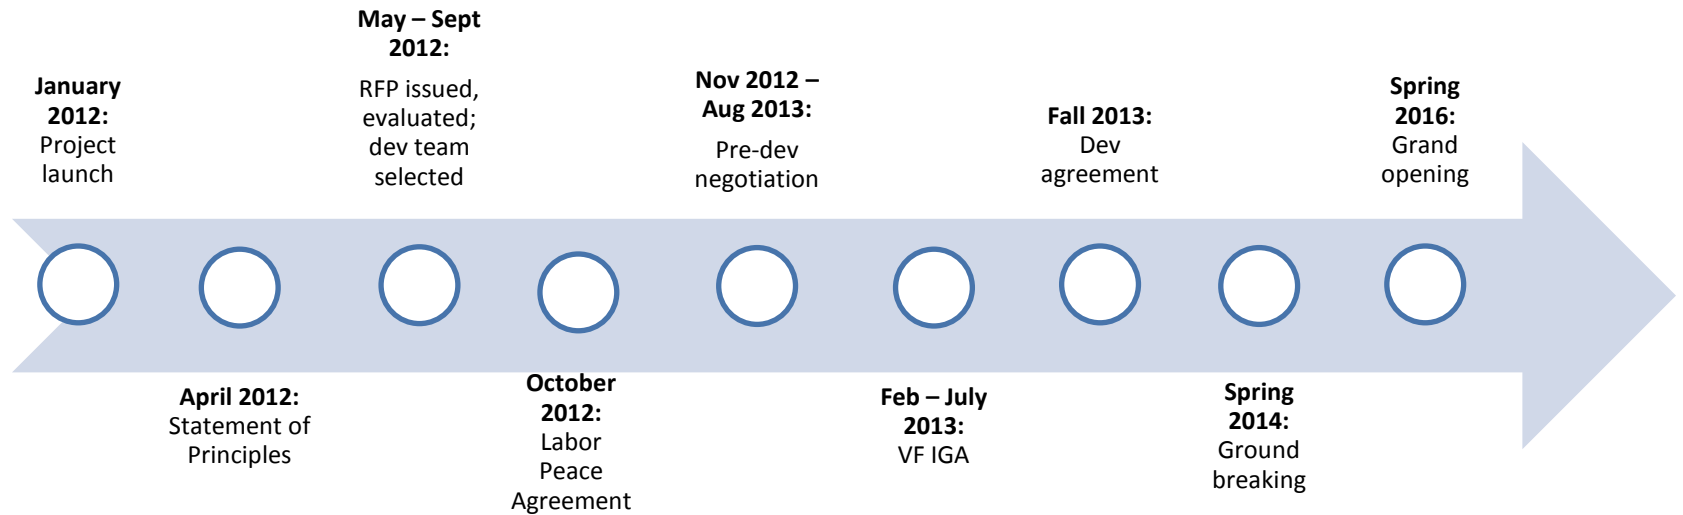 January
2012:
Project
launch
April 2012:
Statement of
Principles
May – Sept
2012:
RFP issued,
evaluated;
dev team
selected
October
2012:
Labor
Peace
Agreement
Nov 2012 –
Aug 2013:
Pre-dev
negotiation
Feb – July
2013:
VF IGA
Fall 2013:
Dev
agreement
Spring
2014:
Ground
breaking
Spring
2016:
Grand
opening